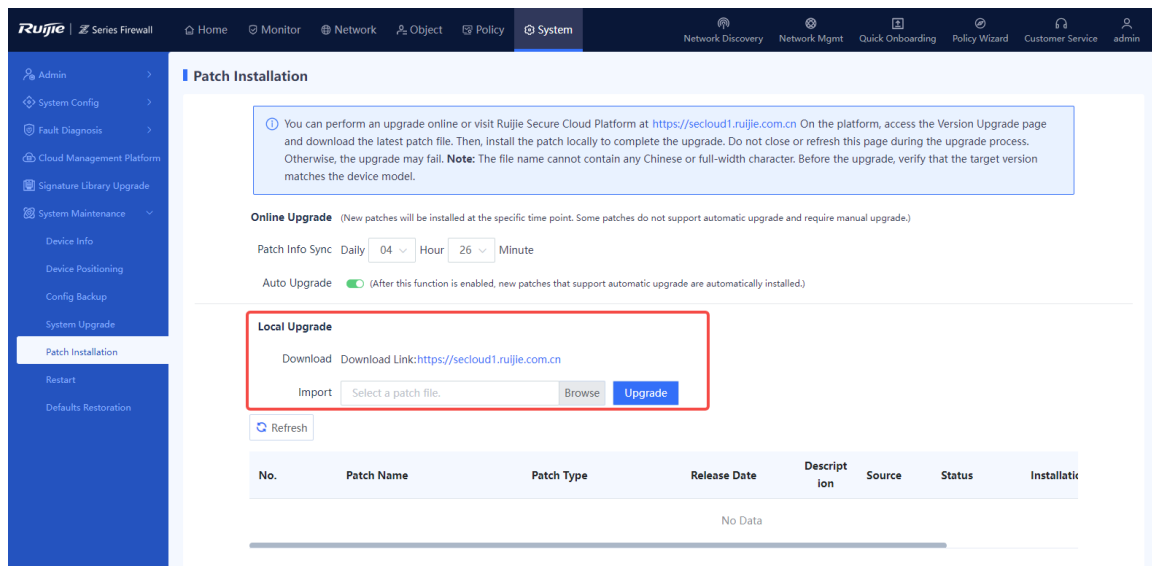 Ruijie | Z Series Firewall
Home
Monitor
Network
Object
Policy
System
Network Discovery
Network Mgmt
Quick Onboarding
Policy Wizard
Customer Service
admin
Admin
System Config
Fault Diagnosis
Cloud Management Platform
Signature Library Upgrade
System Maintenance
Device Info
Device Positioning
Config Backup
System Upgrade
Patch Installation
Restart
Defaults Restoration
Patch Installation
You can perform an upgrade online or visit Ruijie Secure Cloud Platform at https://secloud1.ruijie.com.cn On the platform, access the Version Upgrade page
and download the latest patch file. Then, install the patch locally to complete the upgrade. Do not close or refresh this page during the upgrade process.
Otherwise, the upgrade may fail. Note: The file name cannot contain any Chinese or full-width character. Before the upgrade, verify that the target version
matches the device model.
Online Upgrade (New patches will be installed at the specific time point. Some patches do not support automatic upgrade and require manual upgrade.)
Patch Info Sync Daily 04 Hour 26 Minute
Auto Upgrade (After this function is enabled, new patches that support automatic upgrade are automatically installed.)
Local Upgrade
Download Download Link:https://secloud1.ruijie.com.cn
Import Select a patch file. Browse Upgrade
Refresh
No. Patch Name Patch Type Release Date Descript
ion Source Status Installatio
No Data